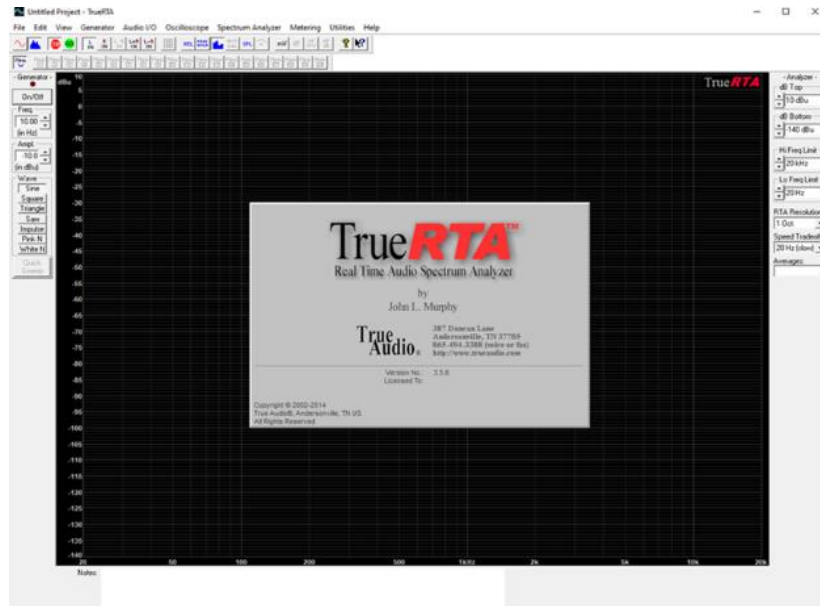 Untitled Project - TrueRTA
File Edit View Generator Audio I/O Oscilloscope Spectrum Analyzer Metering Utilities Help
- Generator -
On/Off
Freq.
10.00
(in Hz)
Ampl.
-10.0
(in dBu)
Wave
Sine
Square
Triangle
Saw
Impulse
Pink N
White N
Quick
Sweep
dBu
10
5
0
-5
-10
-15
-20
-25
-30
-35
-40
-45
-50
-55
-60
-65
-70
-75
-80
-85
-90
-95
-100
-105
-110
-115
-120
-125
-130
-135
-140
TrueRTA
TrueRTA™
Real Time Audio Spectrum Analyzer
by
John L. Murphy
True Audio®
387 Duncan Lane
Andersonville, TN 37705
865-494-3388 (voice or fax)
http://www.trueaudio.com
Version No. 3.5.6
Licensed To:
Copyright © 2002-2014
True Audio®, Andersonville, TN US
All Rights Reserved
20 50 100 200 500 1kHz 2k 5k 10k 20k
Notes:
- Analyzer -
dB Top
10 dBu
dB Bottom
-140 dBu
Hi Freq Limit
20 kHz
Lo Freq Limit
20 Hz
RTA Resolution
1 Oct
Speed Tradeoff
20 Hz (slow)
Averages: